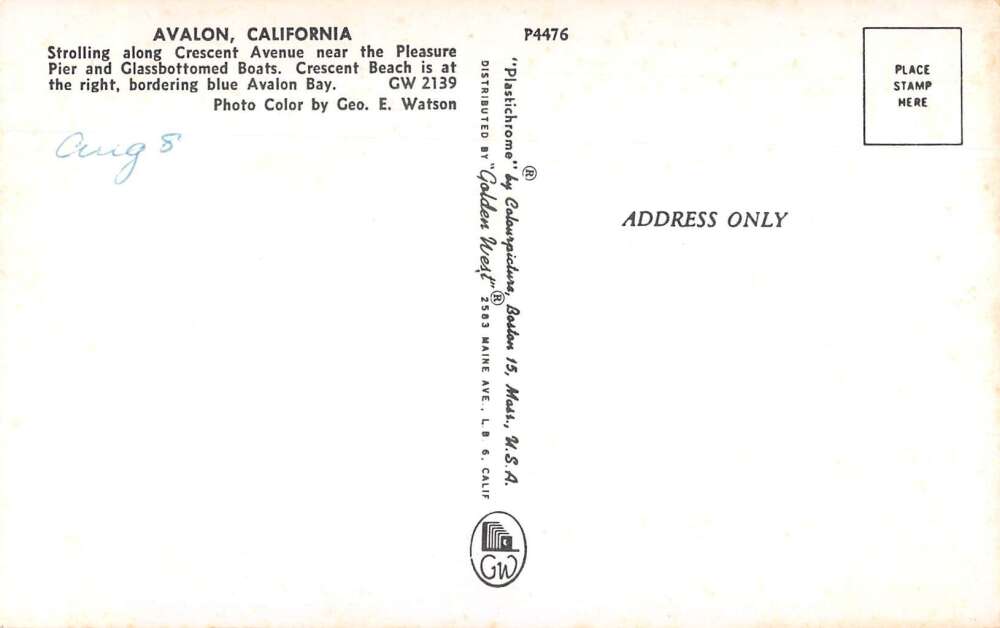 AVALON, CALIFORNIA
Strolling along Crescent Avenue near the Pleasure
Pier and Glassbottomed Boats. Crescent Beach is at
the right, bordering blue Avalon Bay. GW 2139
Photo Color by Geo. E. Watson
Aug 8
P4476
"Plastichrome"® by Colourpicture, Boston 15, Mass., U.S.A.
DISTRIBUTED BY "Golden West"® 2583 MAINE AVE., L.B. 6, CALIF
GW
PLACE
STAMP
HERE
ADDRESS ONLY